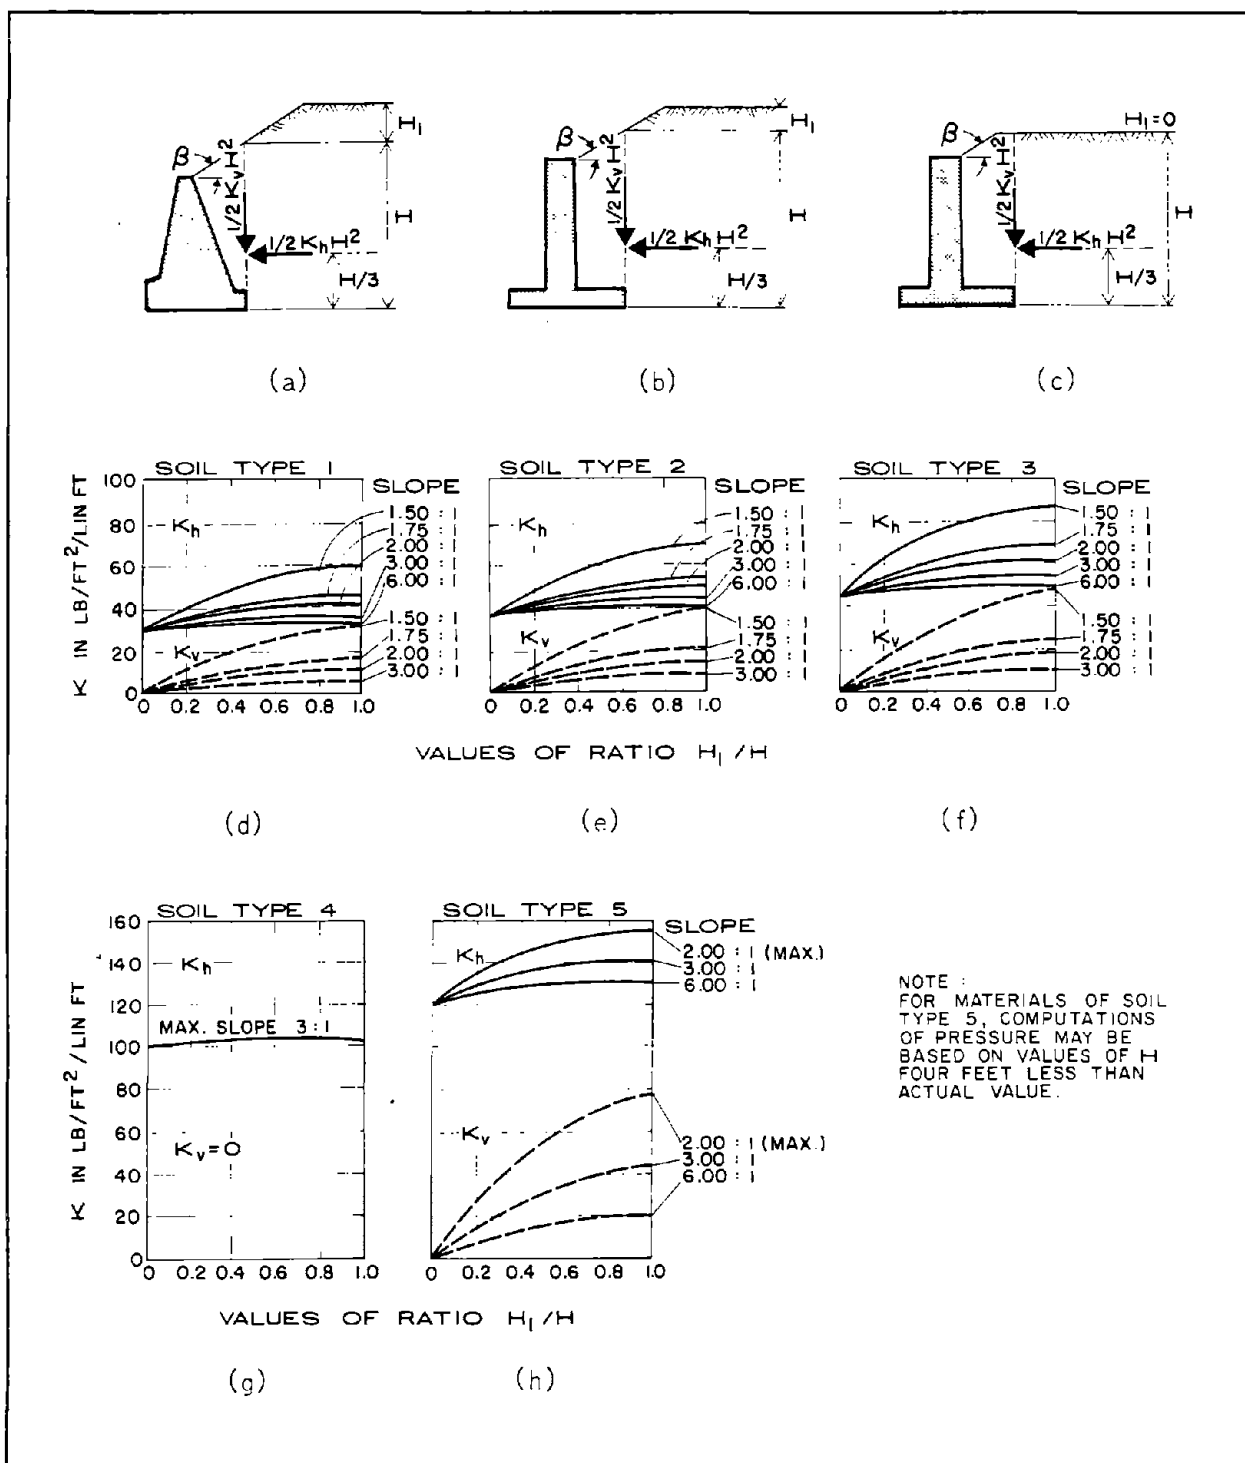 H₁
H
β
1/2 KᵥH²
1/2 KₕH²
H/3
(a)
H₁
H
β
1/2 KᵥH²
1/2 KₕH²
H/3
(b)
H₁=0
H
β
1/2 KᵥH²
1/2 KₕH²
H/3
(c)
K IN LB/FT²/LIN FT
SOIL TYPE 1
100
80
60
40
20
0
Kₕ
Kᵥ
0 0.2 0.4 0.6 0.8 1.0
SLOPE
1.50 : 1
1.75 : 1
2.00 : 1
3.00 : 1
6.00 : 1
1.50 : 1
1.75 : 1
2.00 : 1
3.00 : 1
SOIL TYPE 2
Kₕ
Kᵥ
0 0.2 0.4 0.6 0.8 1.0
SLOPE
1.50 : 1
1.75 : 1
2.00 : 1
3.00 : 1
6.00 : 1
1.50 : 1
1.75 : 1
2.00 : 1
3.00 : 1
SOIL TYPE 3
Kₕ
Kᵥ
0 0.2 0.4 0.6 0.8 1.0
SLOPE
1.50 : 1
1.75 : 1
2.00 : 1
3.00 : 1
6.00 : 1
1.50 : 1
1.75 : 1
2.00 : 1
3.00 : 1
VALUES OF RATIO H₁/H
(d)
(e)
(f)
K IN LB/FT²/LIN FT
SOIL TYPE 4
160
140
120
100
80
60
40
20
0
Kₕ
MAX. SLOPE 3:1
Kᵥ=0
0 0.2 0.4 0.6 0.8 1.0
SOIL TYPE 5
Kₕ
Kᵥ
0 0.2 0.4 0.6 0.8 1.0
SLOPE
2.00 : 1 (MAX.)
3.00 : 1
6.00 : 1
2.00 : 1 (MAX.)
3.00 : 1
6.00 : 1
NOTE :
FOR MATERIALS OF SOIL
TYPE 5, COMPUTATIONS
OF PRESSURE MAY BE
BASED ON VALUES OF H
FOUR FEET LESS THAN
ACTUAL VALUE.
VALUES OF RATIO H₁/H
(g)
(h)